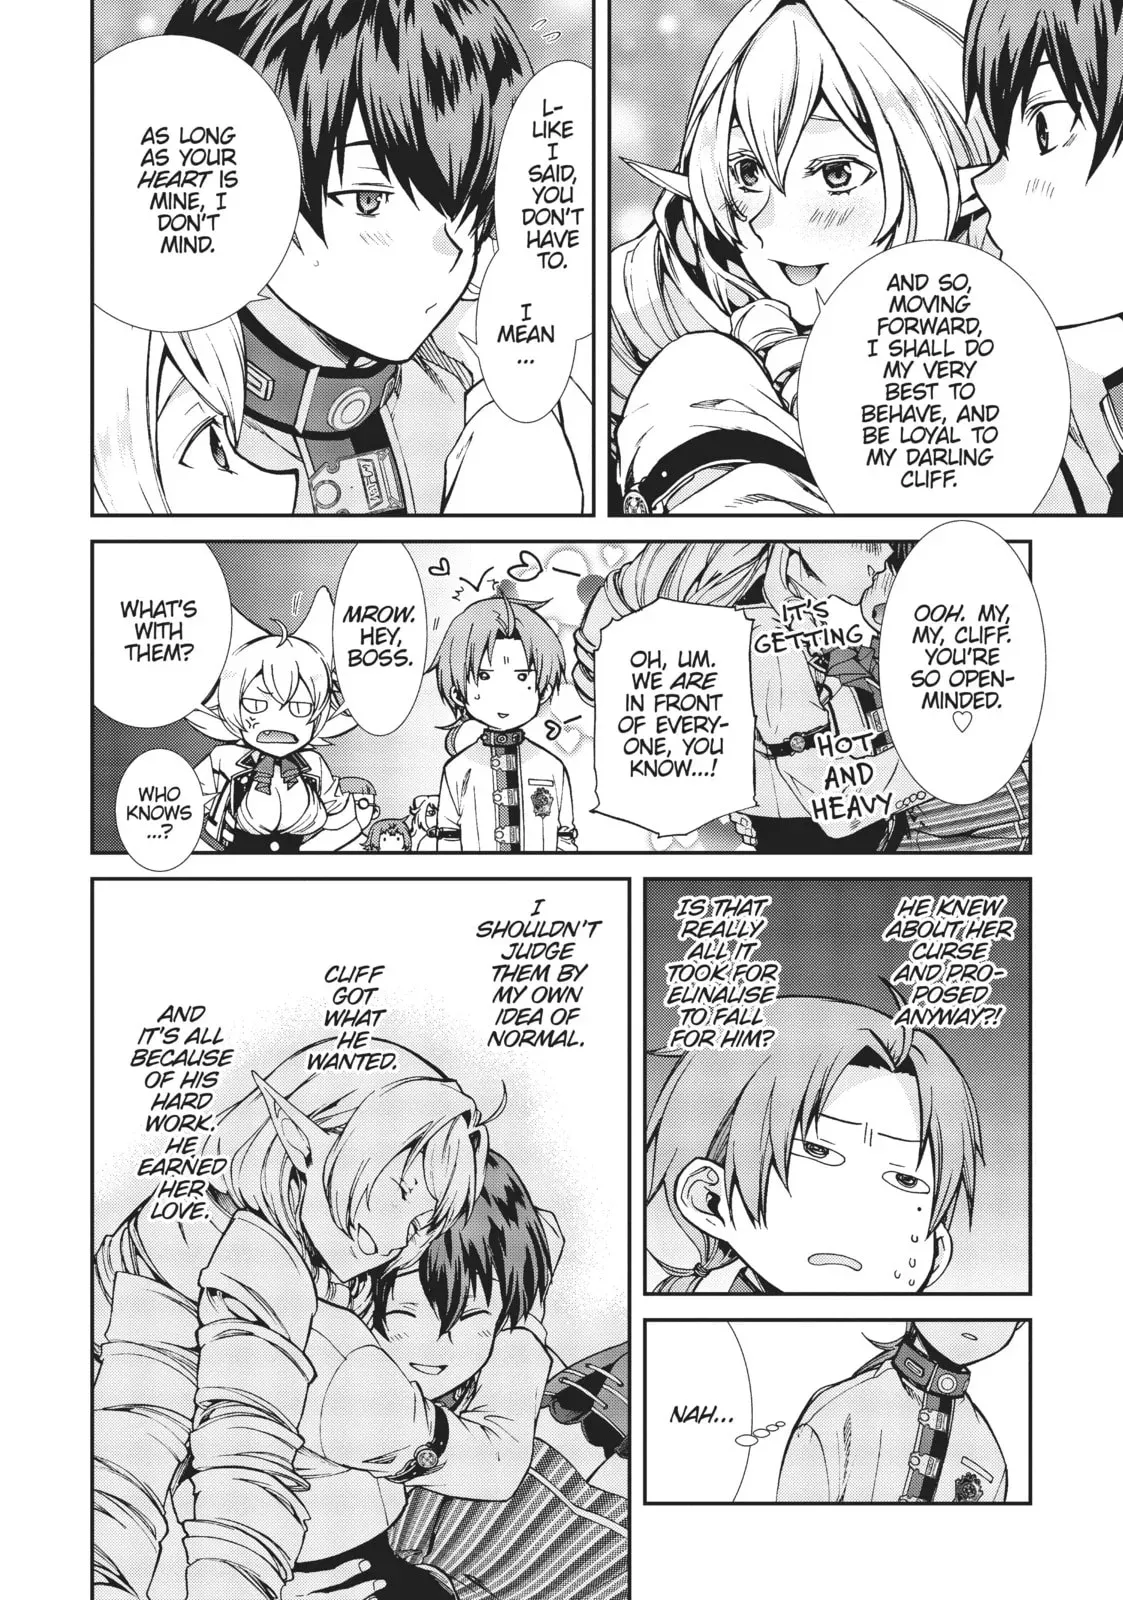 AND SO,
MOVING
FORWARD,
I SHALL DO
MY VERY
BEST TO
BEHAVE, AND
BE LOYAL TO
MY DARLING
CLIFF.
L-
LIKE
I
SAID,
YOU
DON'T
HAVE
TO.
I
MEAN
...
AS LONG
AS YOUR
HEART IS
MINE, I
DON'T
MIND.
OOH. MY,
MY, CLIFF.
YOU'RE
SO OPEN-
MINDED.
♡
IT'S
GETTING
HOT
AND
HEAVY...
OH, UM.
WE ARE
IN FRONT
OF EVERY-
ONE, YOU
KNOW...!
MROW.
HEY,
BOSS.
WHAT'S
WITH
THEM?
WHO
KNOWS
...?
HE KNEW
ABOUT HER
CURSE
AND PRO-
POSED
ANYWAY?!
IS THAT
REALLY
ALL IT
TOOK FOR
ELINALISE
TO FALL
FOR HIM?
NAH...
I
SHOULDN'T
JUDGE
THEM BY
MY OWN
IDEA OF
NORMAL.
CLIFF
GOT
WHAT
HE
WANTED.
AND
IT'S ALL
BECAUSE
OF HIS
HARD
WORK.
HE
EARNED
HER
LOVE.